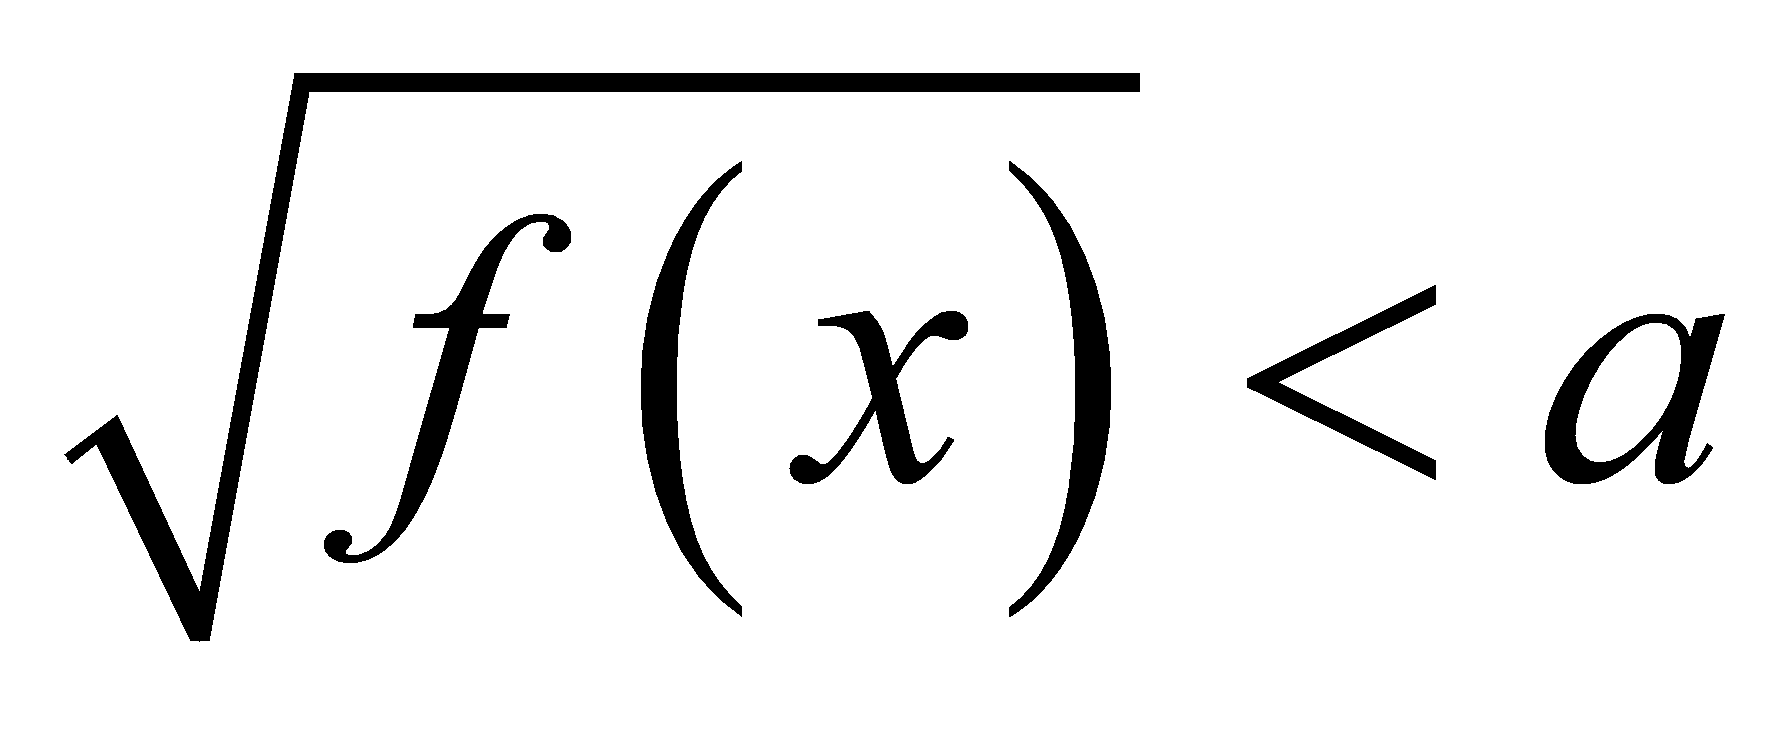 √f(x) < a